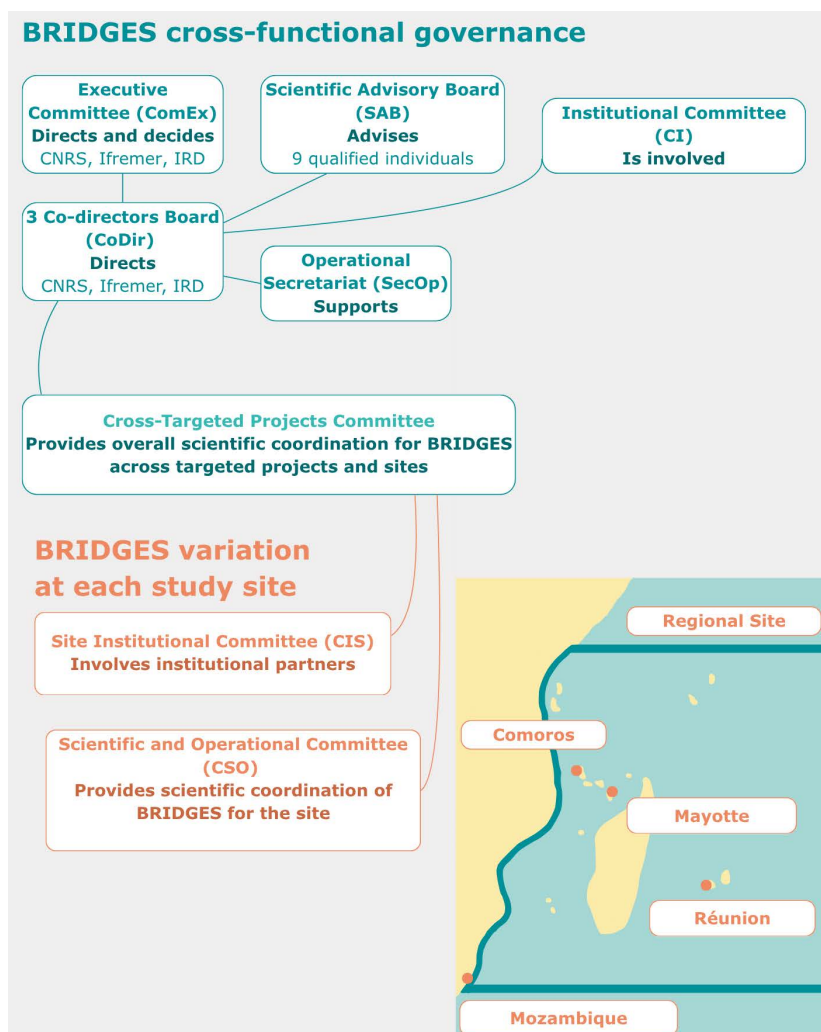 BRIDGES cross-functional governance
Executive
Committee (ComEx)
Directs and decides
CNRS, Ifremer, IRD
Scientific Advisory Board
(SAB)
Advises
9 qualified individuals
Institutional Committee
(CI)
Is involved
3 Co-directors Board
(CoDir)
Directs
CNRS, Ifremer, IRD
Operational
Secretariat (SecOp)
Supports
Cross-Targeted Projects Committee
Provides overall scientific coordination for BRIDGES
across targeted projects and sites
BRIDGES variation
at each study site
Site Institutional Committee (CIS)
Involves institutional partners
Scientific and Operational Committee
(CSO)
Provides scientific coordination of
BRIDGES for the site
Regional Site
Comoros
Mayotte
Réunion
Mozambique